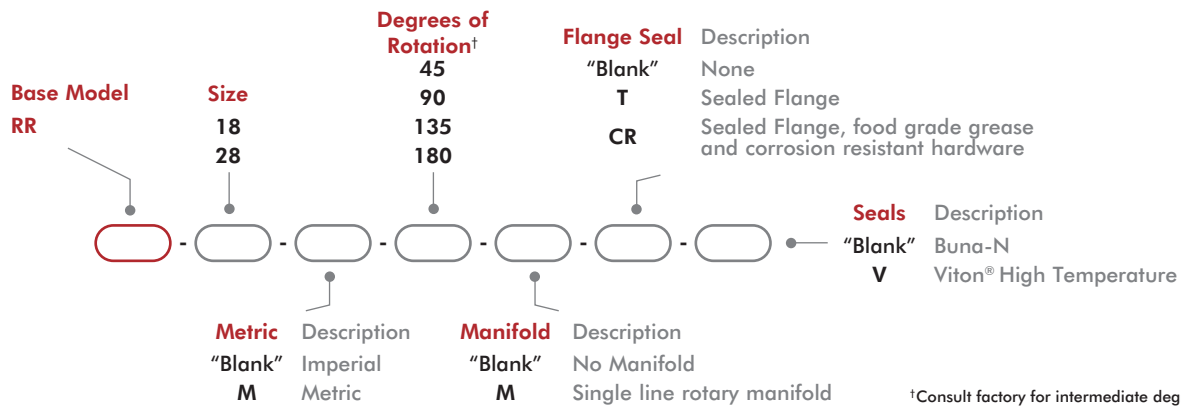 Degrees of
Rotation†
45
90
135
180
Flange Seal Description
"Blank" None
T Sealed Flange
CR Sealed Flange, food grade grease
and corrosion resistant hardware
Base Model
RR
Size
18
28
- - - - - -
Seals Description
"Blank" Buna-N
V Viton® High Temperature
Metric Description
"Blank" Imperial
M Metric
Manifold Description
"Blank" No Manifold
M Single line rotary manifold
†Consult factory for intermediate deg